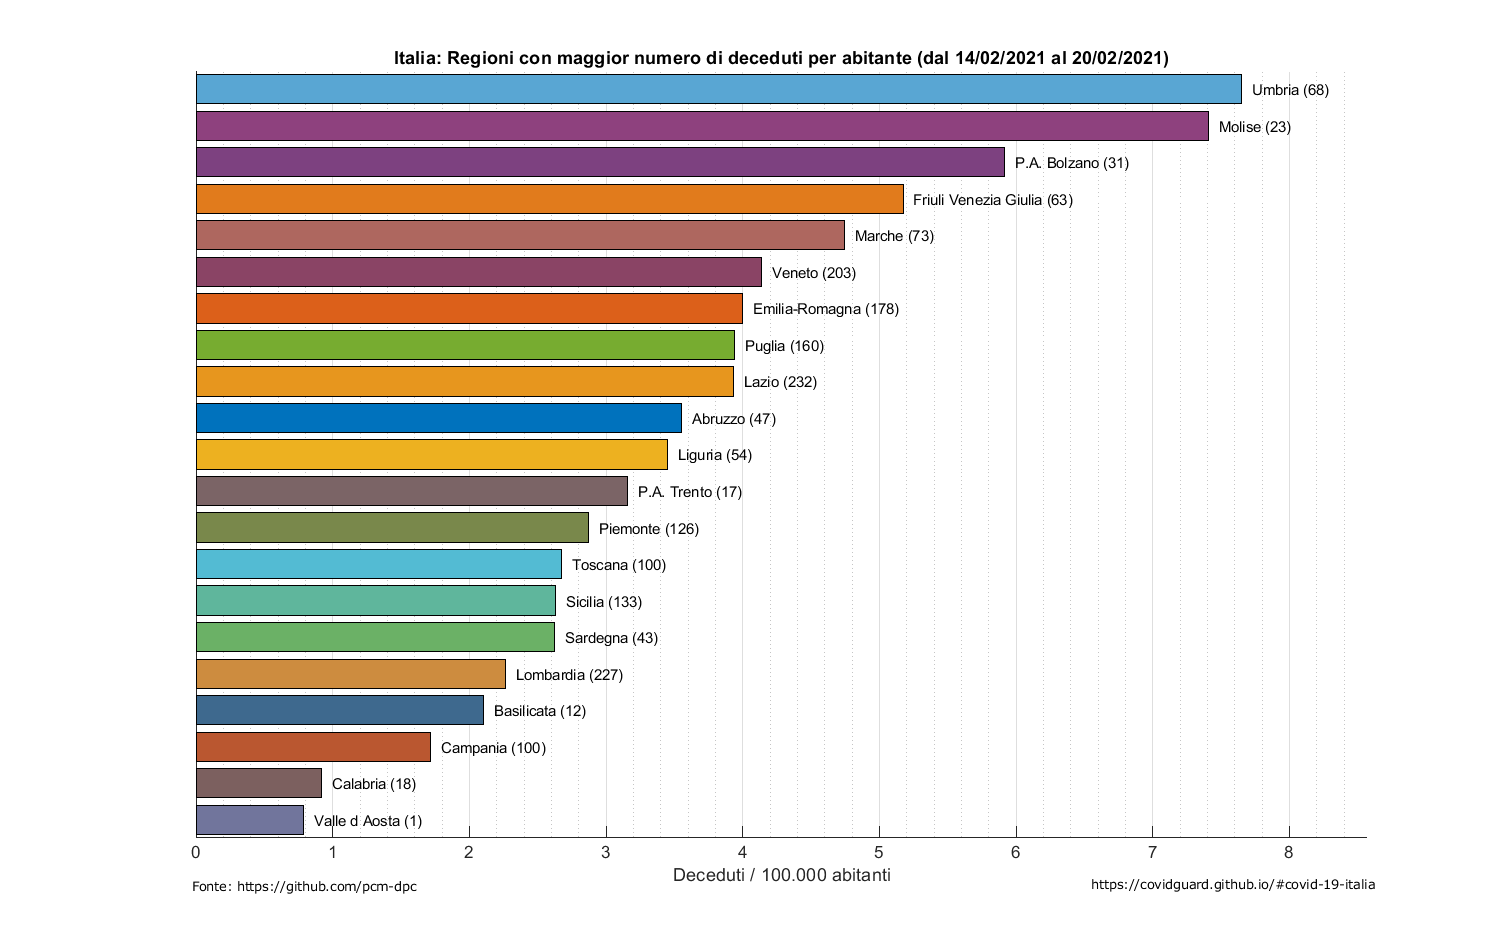 Italia: Regioni con maggior numero di deceduti per abitante (dal 14/02/2021 al 20/02/2021)
Umbria (68)
Molise (23)
P.A. Bolzano (31)
Friuli Venezia Giulia (63)
Marche (73)
Veneto (203)
Emilia-Romagna (178)
Puglia (160)
Lazio (232)
Abruzzo (47)
Liguria (54)
P.A. Trento (17)
Piemonte (126)
Toscana (100)
Sicilia (133)
Sardegna (43)
Lombardia (227)
Basilicata (12)
Campania (100)
Calabria (18)
Valle d Aosta (1)
0 1 2 3 4 5 6 7 8
Deceduti / 100.000 abitanti
Fonte: https://github.com/pcm-dpc
https://covidguard.github.io/#covid-19-italia